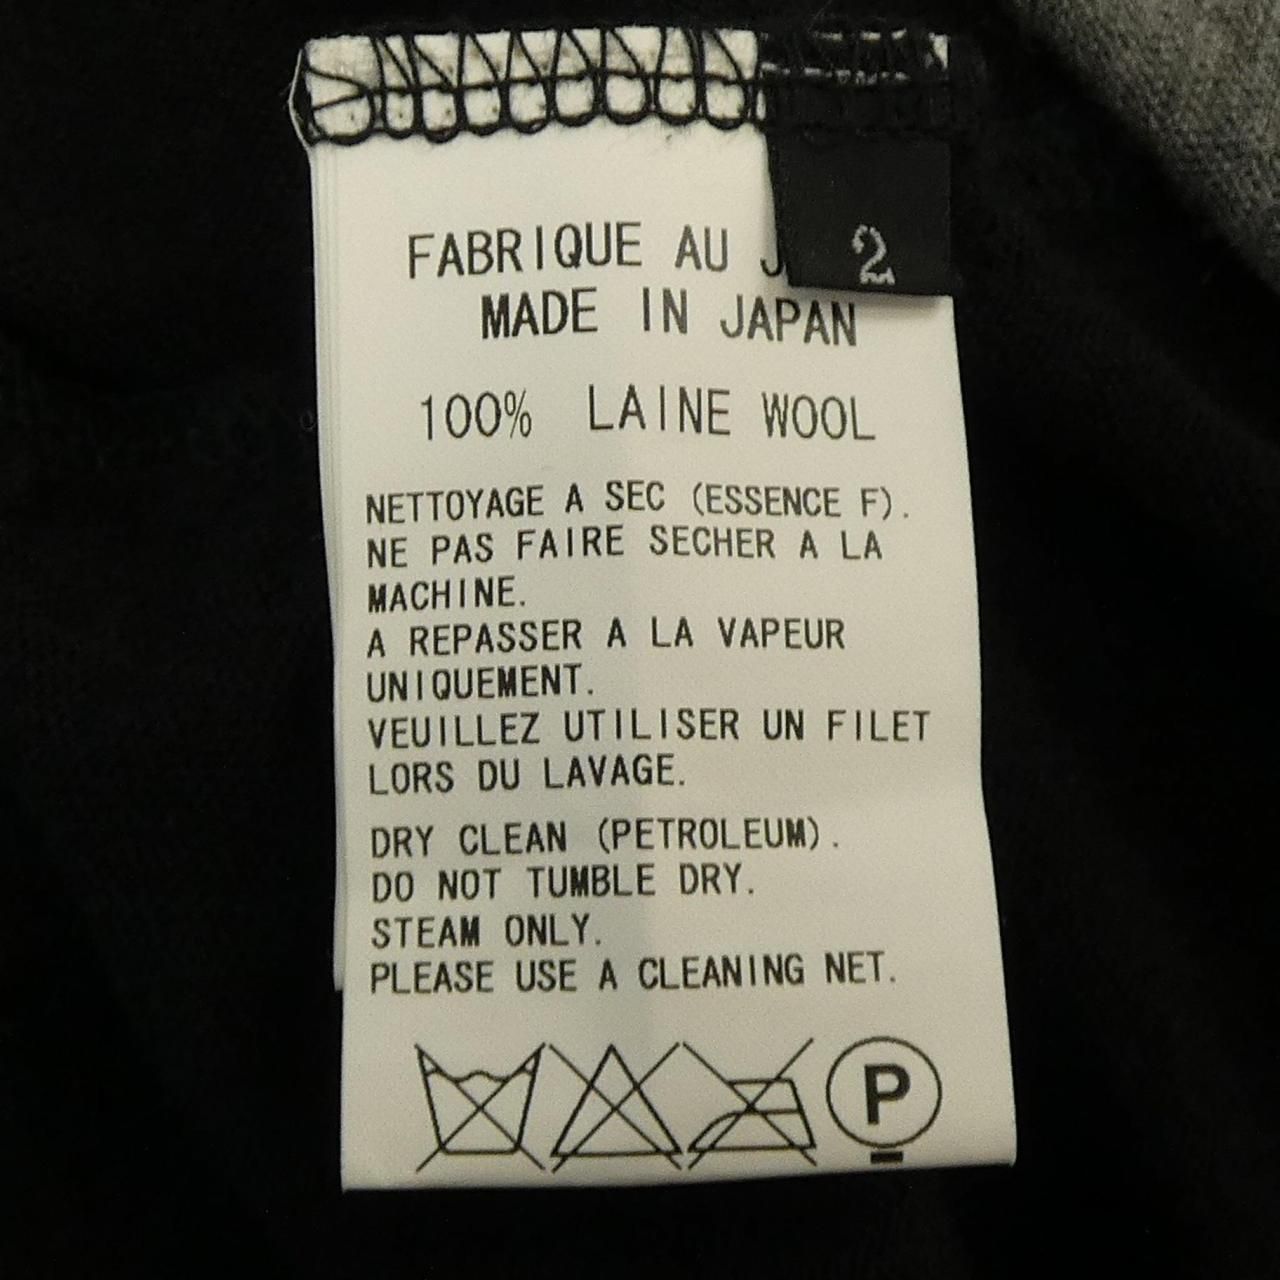 2
FABRIQUE AU
MADE IN JAPAN
100% LAINE WOOL
NETTOYAGE A SEC (ESSENCE F).
NE PAS FAIRE SECHER A LA
MACHINE.
A REPASSER A LA VAPEUR
UNIQUEMENT.
VEUILLEZ UTILISER UN FILET
LORS DU LAVAGE.
DRY CLEAN (PETROLEUM).
DO NOT TUMBLE DRY.
STEAM ONLY.
PLEASE USE A CLEANING NET.
P